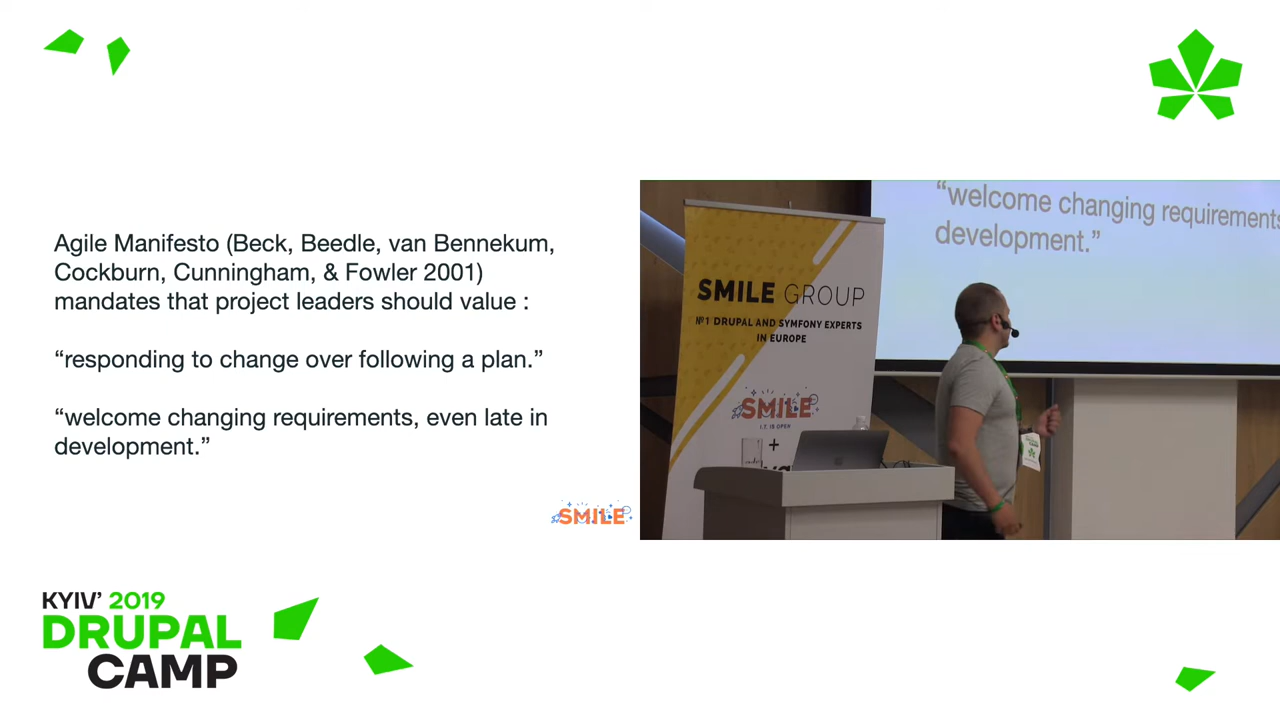 Agile Manifesto (Beck, Beedle, van Bennekum,
Cockburn, Cunningham, & Fowler 2001)
mandates that project leaders should value :
“responding to change over following a plan.”
“welcome changing requirements, even late in
development.”
SMILE
KYIV’ 2019
DRUPAL
CAMP
“welcome changing requirements
development.”
SMILE GROUP
№1 DRUPAL AND SYMFONY EXPERTS
IN EUROPE
SMILE
I.T. IS OPEN
+